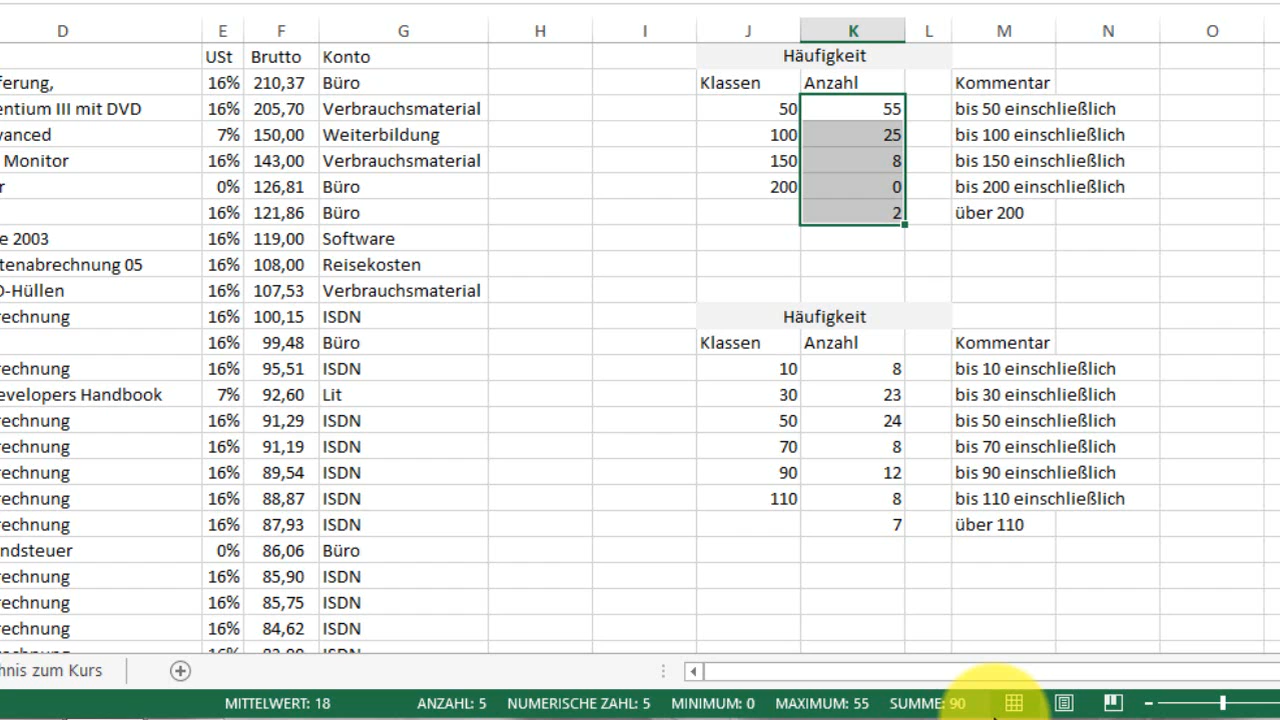 D E F G H I J K L M N O
USt Brutto Konto Häufigkeit
ferung, 16% 210,37 Büro Klassen Anzahl Kommentar
entium III mit DVD 16% 205,70 Verbrauchsmaterial 50 55 bis 50 einschließlich
vanced 7% 150,00 Weiterbildung 100 25 bis 100 einschließlich
Monitor 16% 143,00 Verbrauchsmaterial 150 8 bis 150 einschließlich
r 0% 126,81 Büro 200 0 bis 200 einschließlich
16% 121,86 Büro 2 über 200
e 2003 16% 119,00 Software
tenabrechnung 05 16% 108,00 Reisekosten
D-Hüllen 16% 107,53 Verbrauchsmaterial
rechnung 16% 100,15 ISDN Häufigkeit
16% 99,48 Büro Klassen Anzahl Kommentar
rechnung 16% 95,51 ISDN 10 8 bis 10 einschließlich
evelopers Handbook 7% 92,60 Lit 30 23 bis 30 einschließlich
rechnung 16% 91,29 ISDN 50 24 bis 50 einschließlich
rechnung 16% 91,19 ISDN 70 8 bis 70 einschließlich
rechnung 16% 89,54 ISDN 90 12 bis 90 einschließlich
rechnung 16% 88,87 ISDN 110 8 bis 110 einschließlich
rechnung 16% 87,93 ISDN 7 über 110
ndsteuer 0% 86,06 Büro
rechnung 16% 85,90 ISDN
rechnung 16% 85,75 ISDN
rechnung 16% 84,62 ISDN
hnis zum Kurs
MITTELWERT: 18 ANZAHL: 5 NUMERISCHE ZAHL: 5 MINIMUM: 0 MAXIMUM: 55 SUMME: 90